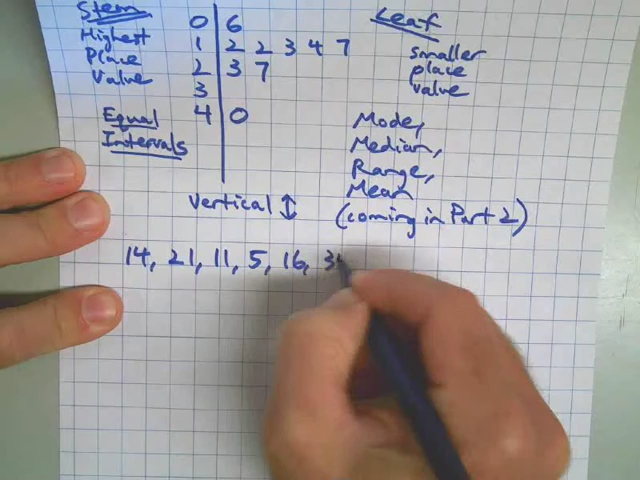 Stem 0 6 Leaf
Highest 1 2 2 3 4 7 smaller
Place 2 3 7 place
Value 3 value
Equal 4 0 Mode,
Intervals Median,
Range,
Mean
Vertical ↕ (coming in Part 2)
14, 21, 11, 5, 16, 34